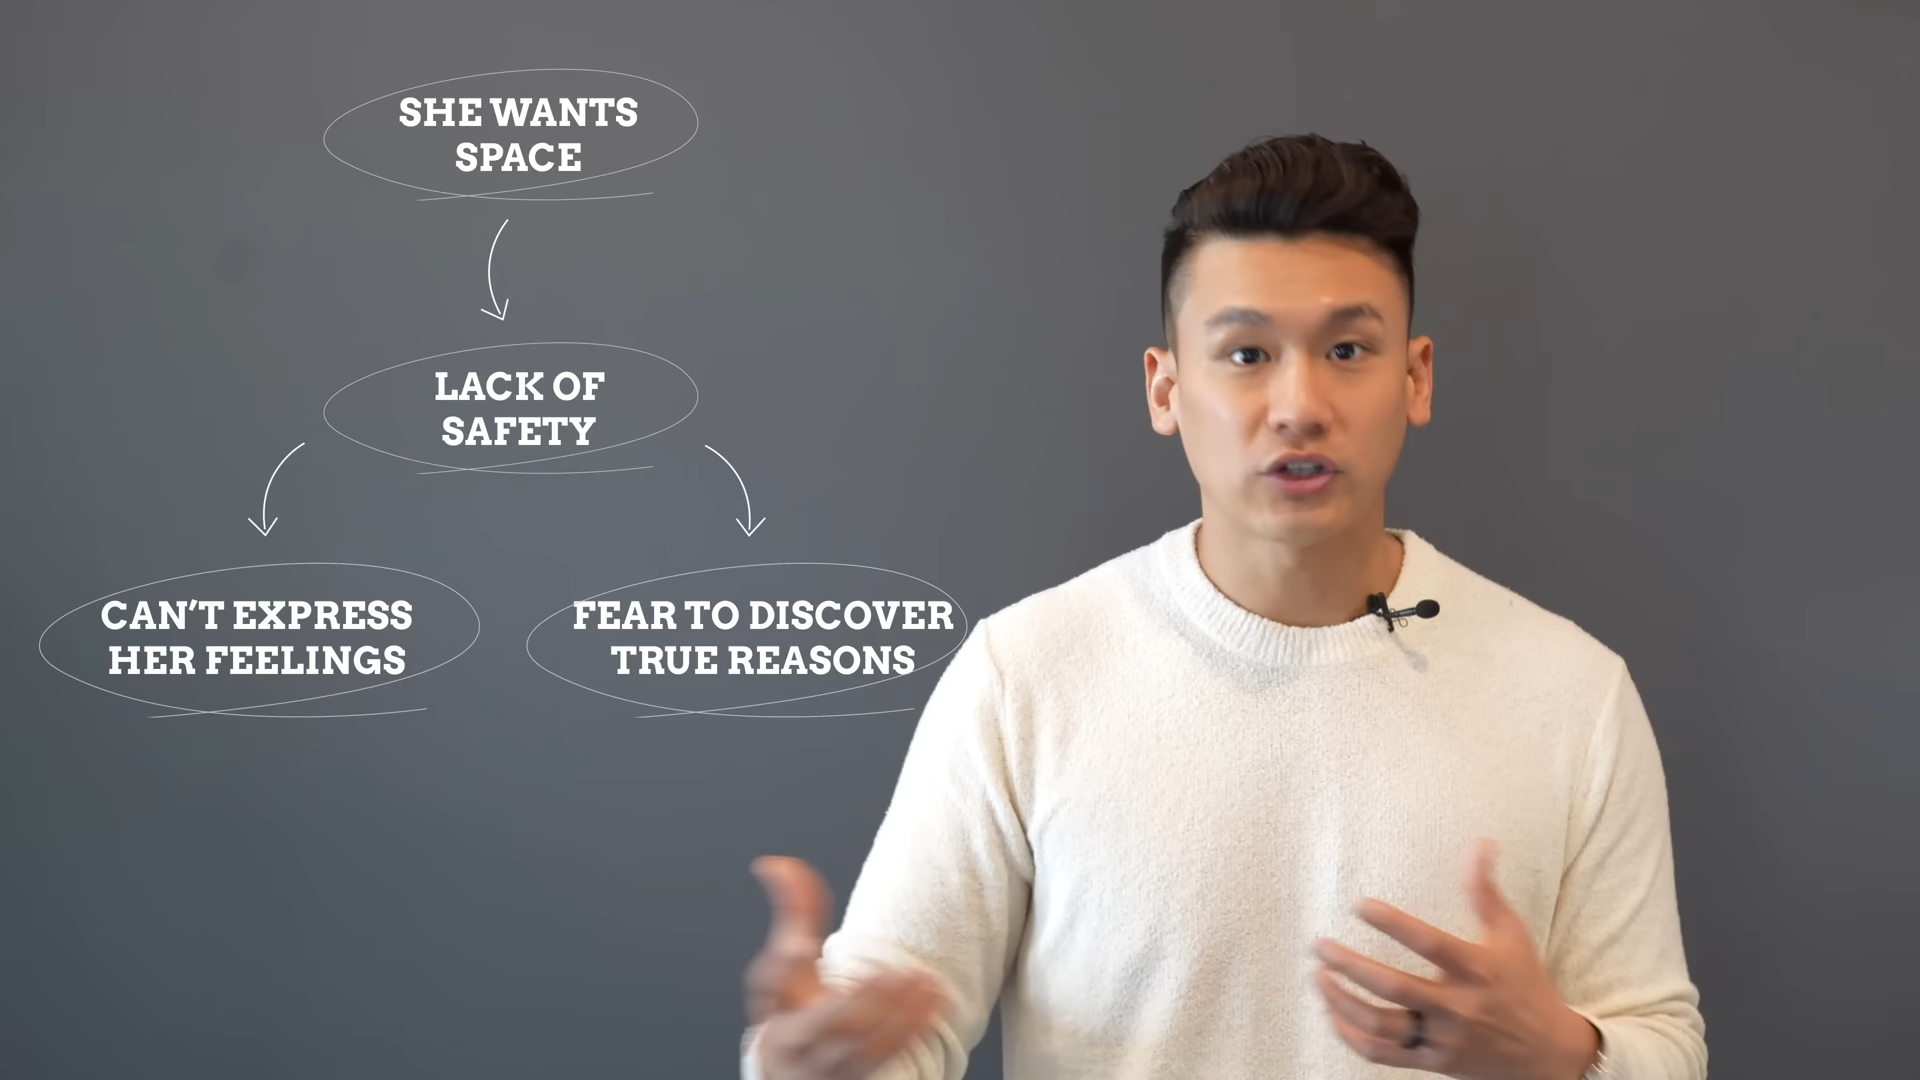 SHE WANTS
SPACE
LACK OF
SAFETY
CAN'T EXPRESS
HER FEELINGS
FEAR TO DISCOVER
TRUE REASONS